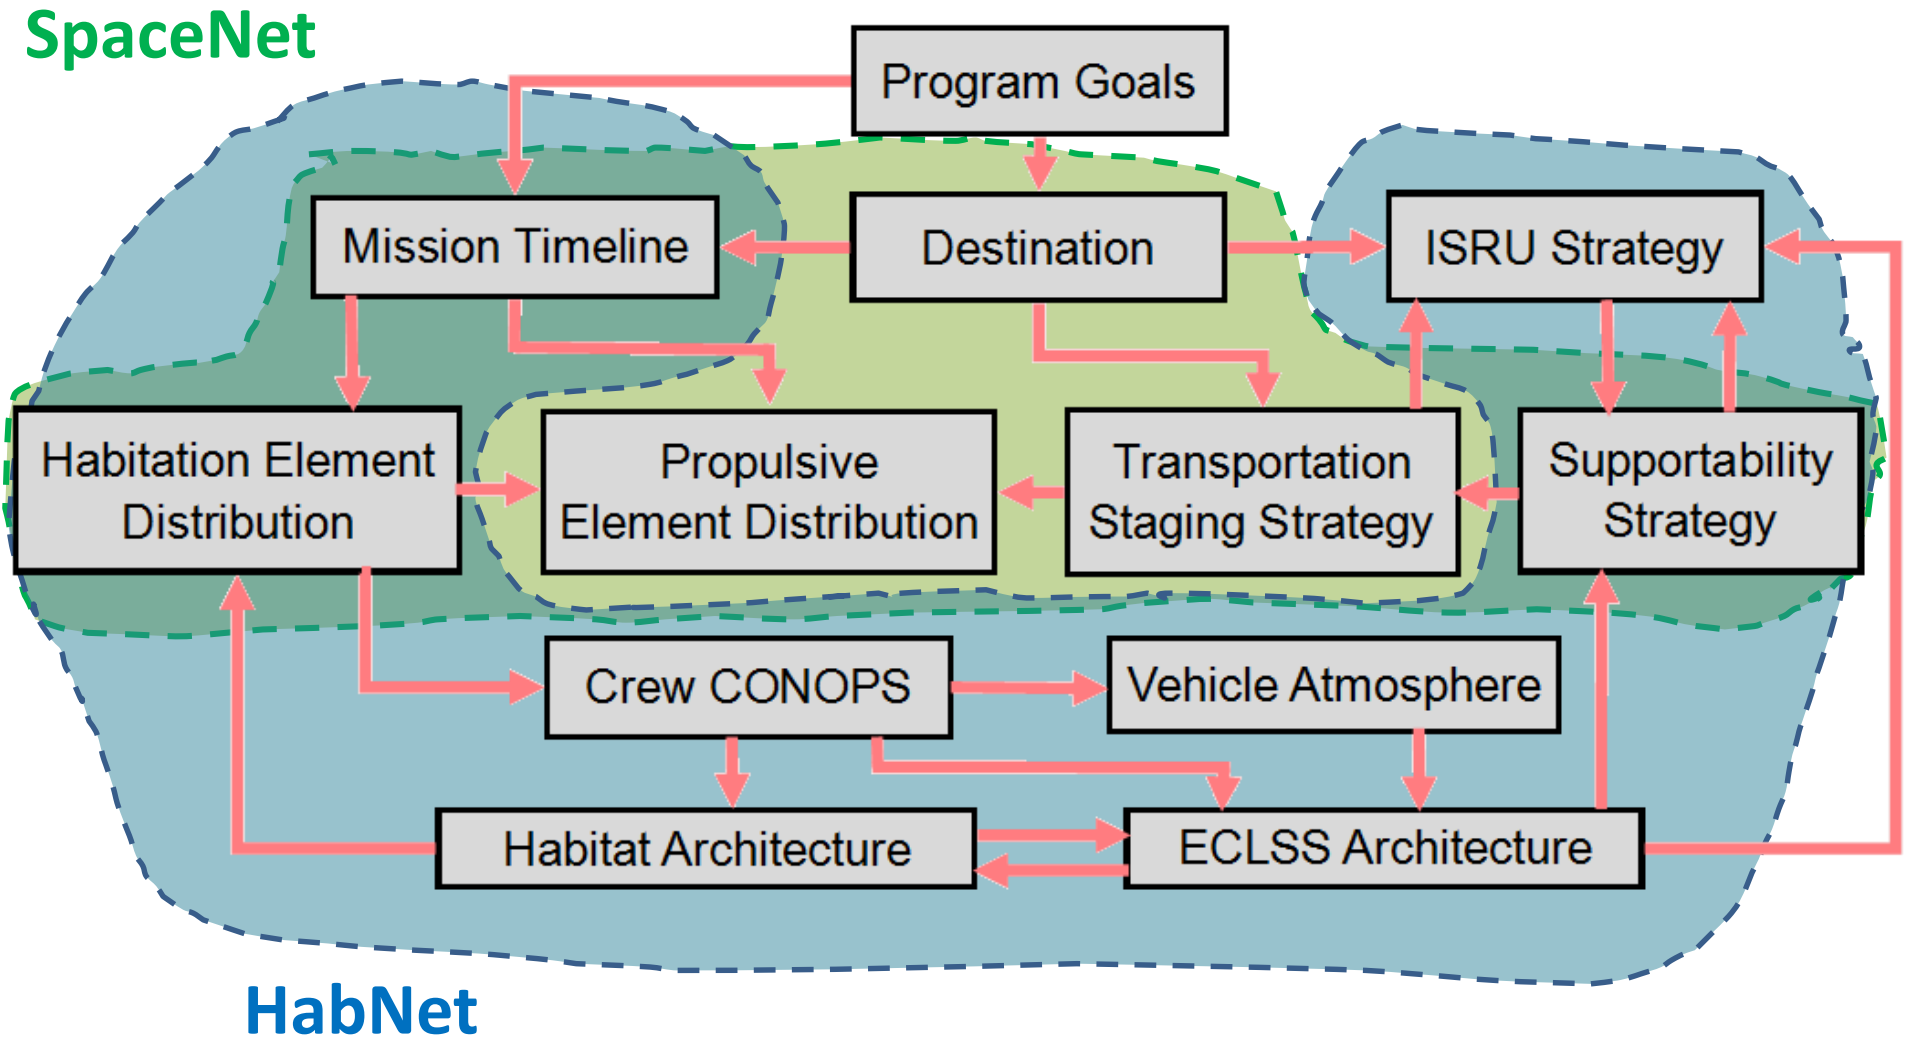 SpaceNet
Program Goals
Mission Timeline
Destination
ISRU Strategy
Habitation Element
Distribution
Propulsive
Element Distribution
Transportation
Staging Strategy
Supportability
Strategy
Crew CONOPS
Vehicle Atmosphere
Habitat Architecture
ECLSS Architecture
HabNet